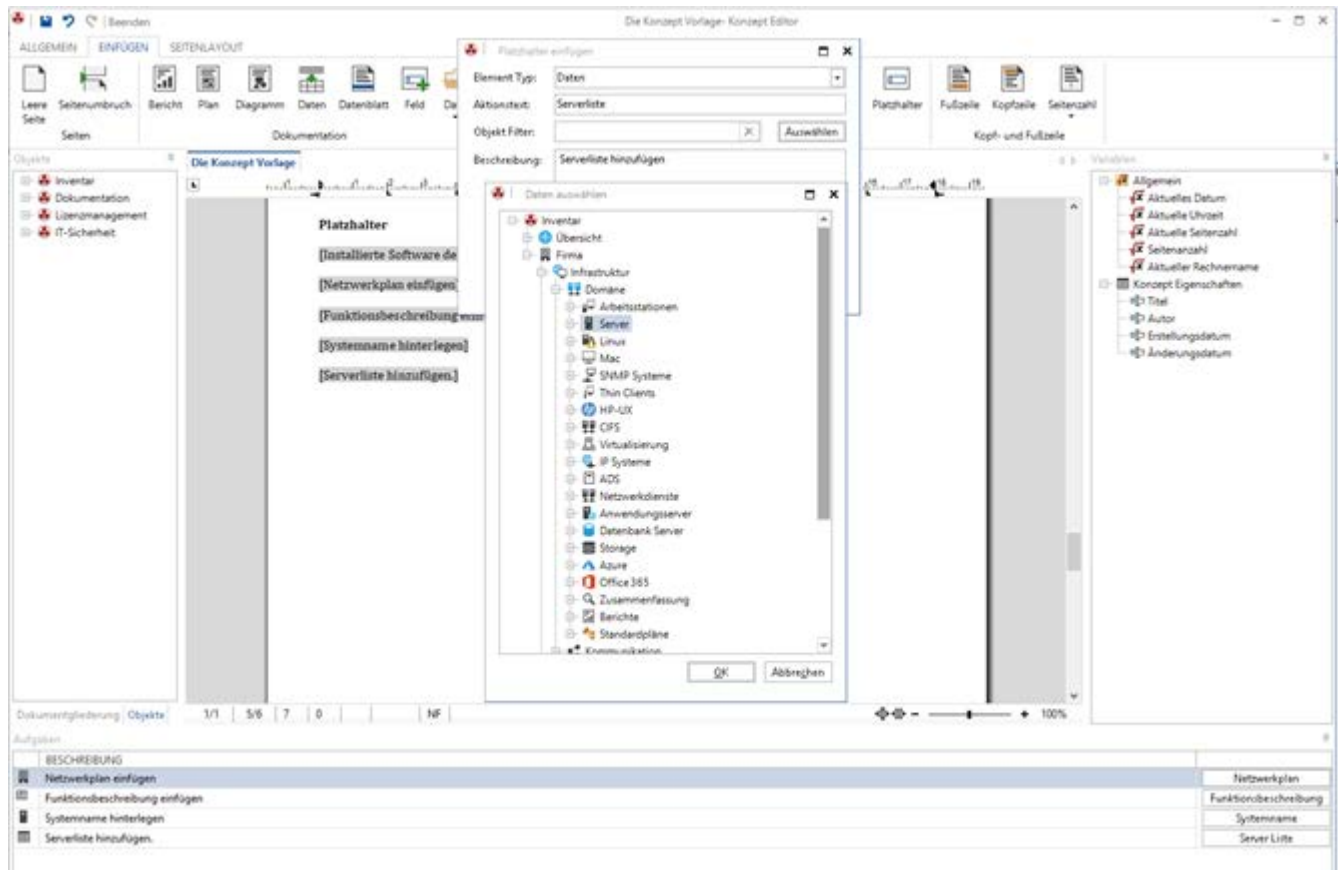 Beenden
Die Konzept Vorlage- Konzept Editor
ALLGEMEIN EINFÜGEN SEITENLAYOUT
Leere Seite
Seitenumbruch
Bericht
Plan
Diagramm
Daten
Datenblatt
Feld
Platzhalter
Fußzeile
Kopfzeile
Seitenzahl
Seiten
Dokumentation
Kopf- und Fußzeile
Platzhalter einfügen
Element Typ: Daten
Aktionstext: Serverliste
Objekt Filter: Auswählen
Beschreibung: Serverliste hinzufügen
Objekte
Inventar
Dokumentation
Lizenzmanagement
IT-Sicherheit
Die Konzept Vorlage
Platzhalter
[Installierte Software de
[Netzwerkplan einfügen]
[Funktionsbeschreibung
[Systemname hinterlegen]
[Serverliste hinzufügen.]
Daten auswählen
Inventar
Übersicht
Firma
Infrastruktur
Domäne
Arbeitsstationen
Server
Linux
Mac
SNMP Systeme
Thin Clients
HP-UX
CIFS
Virtualisierung
IP Systeme
ADS
Netzwerkdienste
Anwendungsserver
Datenbank Server
Storage
Azure
Office 365
Zusammenfassung
Berichte
Standardpläne
Kommunikation
OK
Abbrechen
Variablen
Allgemein
Aktuelles Datum
Aktuelle Uhrzeit
Aktuelle Seitenzahl
Seitenanzahl
Aktueller Rechnername
Konzept Eigenschaften
Titel
Autor
Erstellungsdatum
Änderungsdatum
Dokumentgliederung Objekte
1/1 5/6 7 0 NF
100%
Aufgaben
BESCHREIBUNG
Netzwerkplan einfügen Netzwerkplan
Funktionsbeschreibung einfügen Funktionsbeschreibung
Systemname hinterlegen Systemname
Serverliste hinzufügen. Server Liste